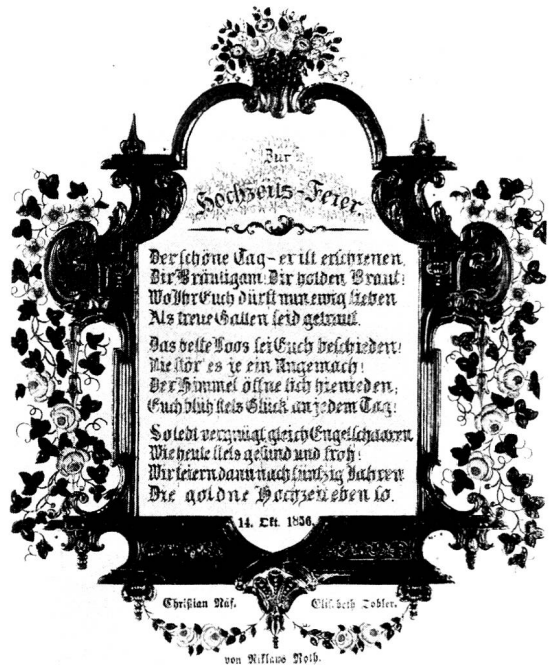 Zur
Hochzeits-Feier.
Der schöne Tag – er ist erschienen,
Dir Bräutigam! Dir holden Braut!
Wo Ihr Euch dürft nun ewig lieben
Als treue Gatten seid getraut.
Das beste Loos sei Euch beschieden!
Nie stör' es je ein Ungemach!
Der Himmel öffne sich hienieden,
Euch blüh' stets Glück an jedem Tag!
So lebt vergnügt gleich Engelschaaren
Wie heute stets gesund und froh!
Wir feiern dann nach fünfzig Jahren
Die goldne Hochzeit eben so.
14. Okt. 1856.
Christian Näf. Elisabeth Tobler.
von Niklaus Roth.